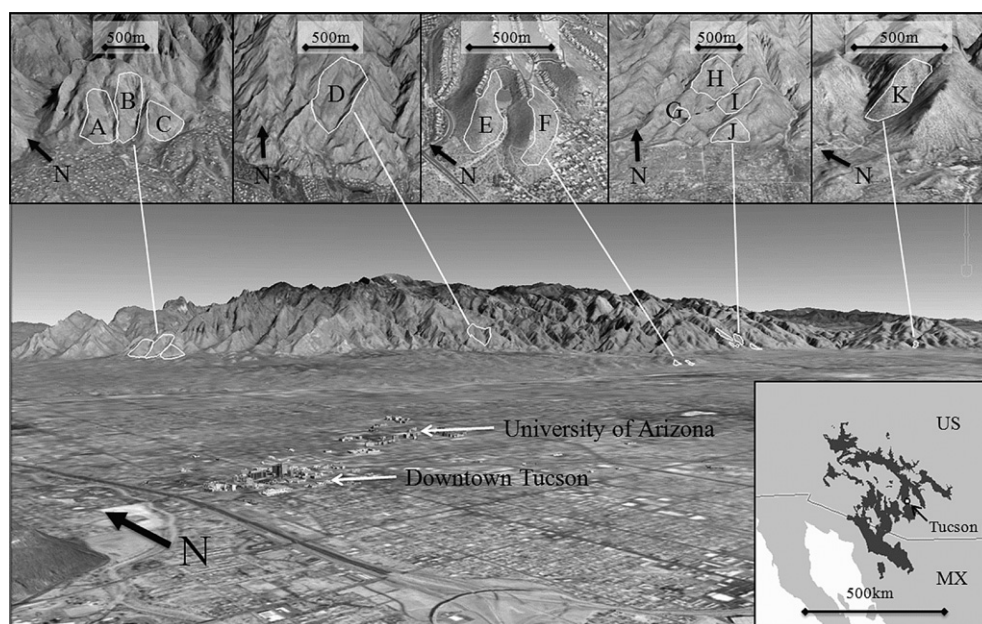 500m
500m
500m
500m
500m
A
B
C
N
D
N
E
F
N
G
H
I
J
N
K
N
University of Arizona
Downtown Tucson
N
US
Tucson
MX
500km